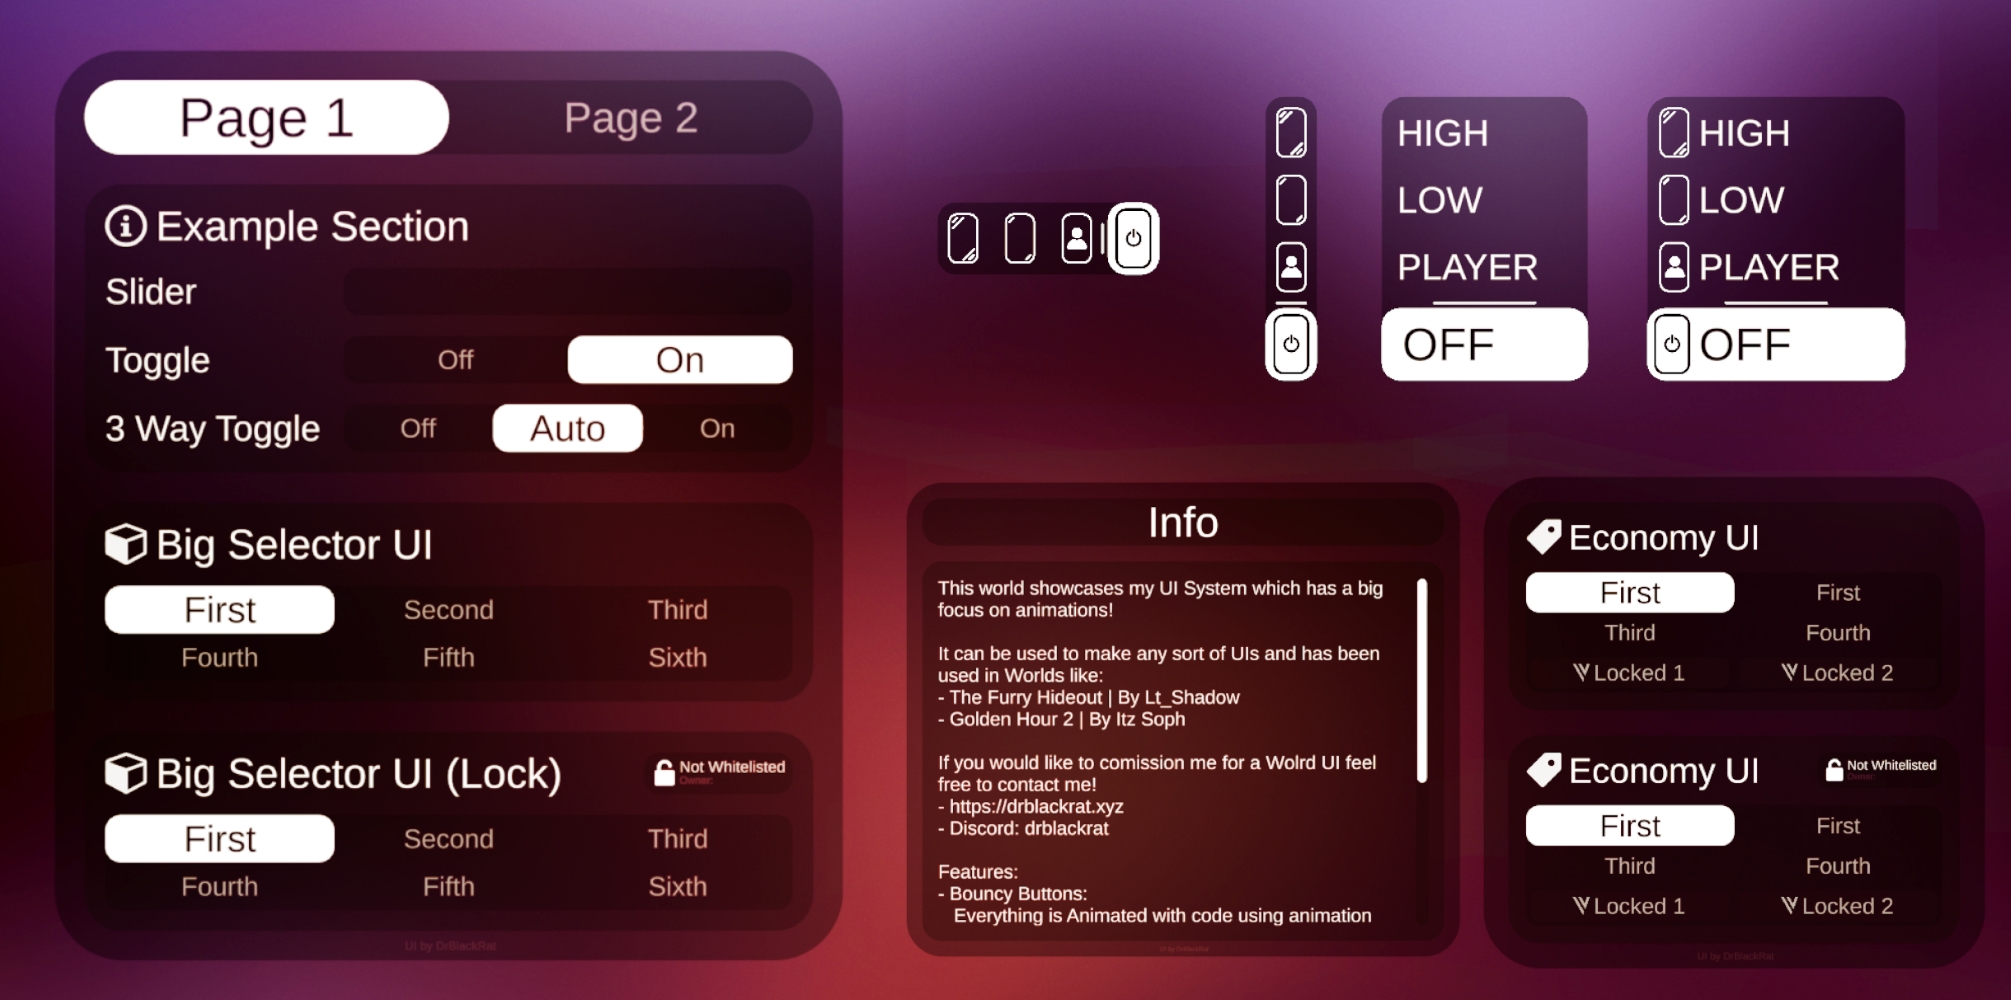 Page 1
Page 2
Example Section
Slider
Toggle
Off
On
3 Way Toggle
Off
Auto
On
Big Selector UI
First
Second
Third
Fourth
Fifth
Sixth
Big Selector UI (Lock)
Not Whitelisted
Owner:
First
Second
Third
Fourth
Fifth
Sixth
UI by DrBlackRat
HIGH
LOW
PLAYER
OFF
HIGH
LOW
PLAYER
OFF
Info
This world showcases my UI System which has a big
focus on animations!
It can be used to make any sort of UIs and has been
used in Worlds like:
- The Furry Hideout | By Lt_Shadow
- Golden Hour 2 | By Itz Soph
If you would like to comission me for a Wolrd UI feel
free to contact me!
- https://drblackrat.xyz
- Discord: drblackrat
Features:
- Bouncy Buttons:
Everything is Animated with code using animation
UI by DrBlackRat
Economy UI
First
First
Third
Fourth
Locked 1
Locked 2
Economy UI
Not Whitelisted
Owner:
First
First
Third
Fourth
Locked 1
Locked 2
UI by DrBlackRat